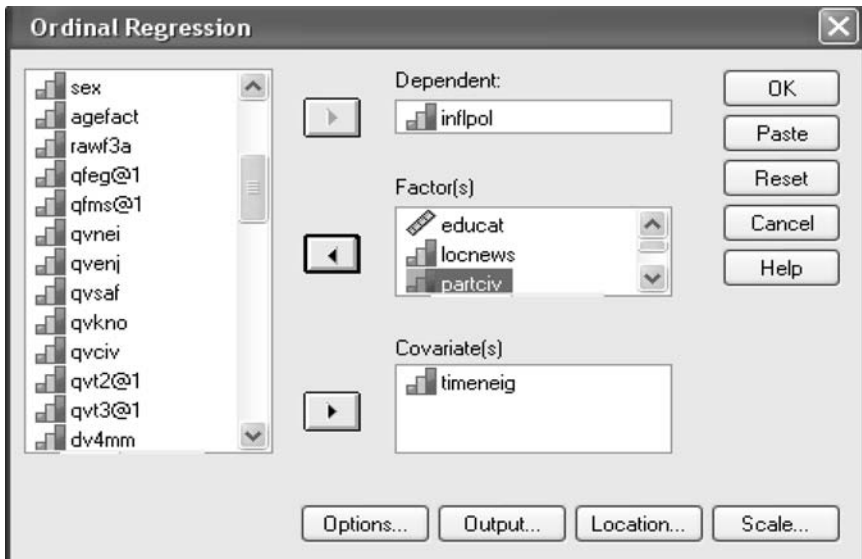 Ordinal Regression
sex
agefact
rawf3a
qfeg@1
qfms@1
qvnei
qvenj
qvsaf
qvkno
qvciv
qvt2@1
qvt3@1
dv4mm
Dependent:
inflpol
Factor(s)
educat
locnews
partciv
Covariate(s)
timeneig
OK
Paste
Reset
Cancel
Help
Options...
Output...
Location...
Scale...